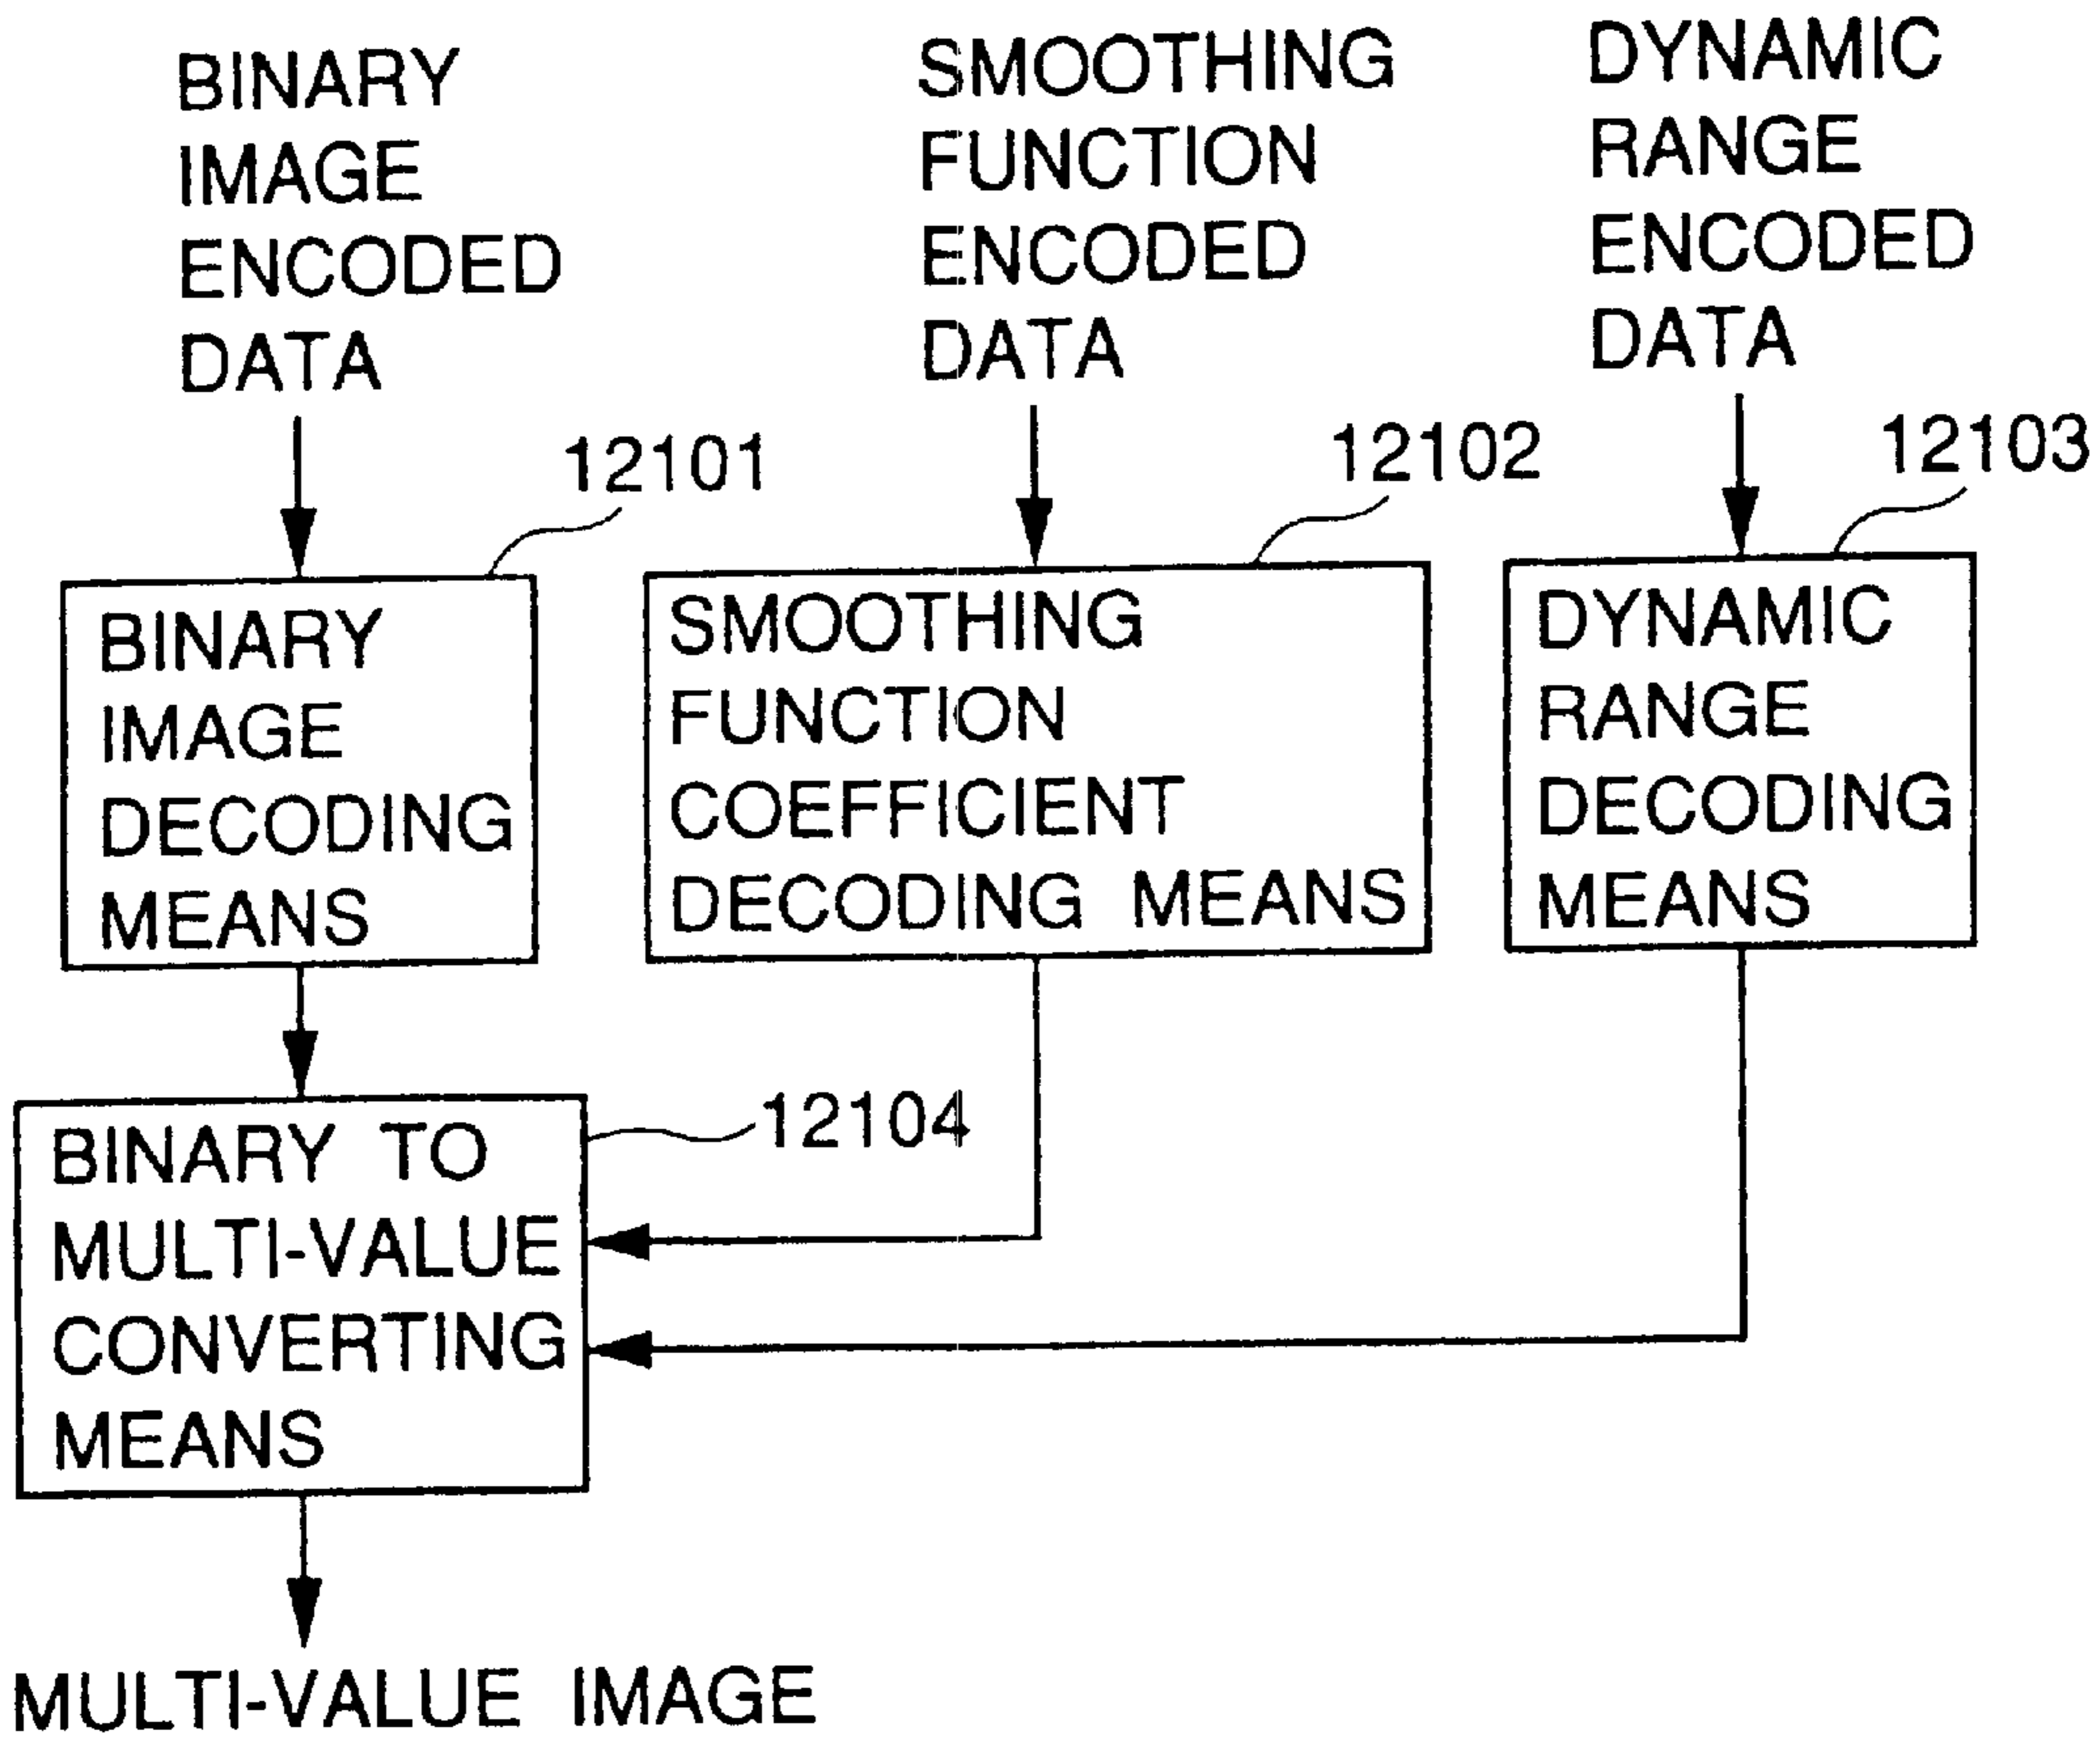 BINARY
IMAGE
ENCODED
DATA
SMOOTHING
FUNCTION
ENCODED
DATA
DYNAMIC
RANGE
ENCODED
DATA
12101
12102
12103
BINARY
IMAGE
DECODING
MEANS
SMOOTHING
FUNCTION
COEFFICIENT
DECODING MEANS
DYNAMIC
RANGE
DECODING
MEANS
12104
BINARY TO
MULTI-VALUE
CONVERTING
MEANS
MULTI-VALUE IMAGE